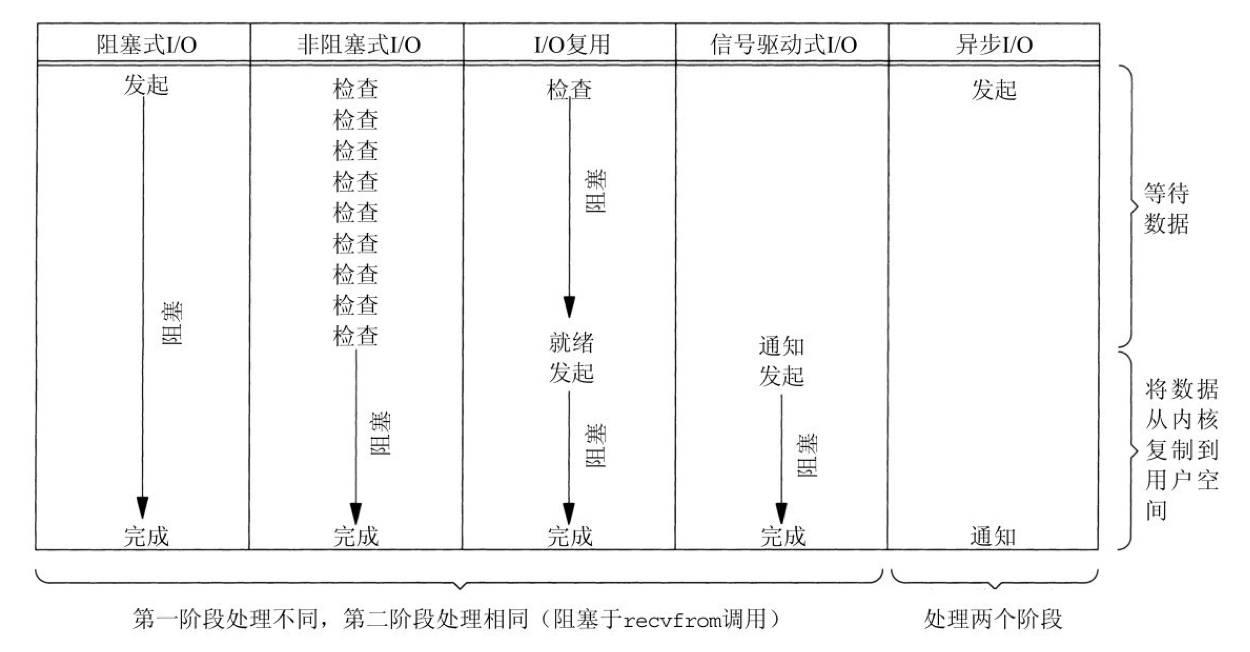 阻塞式I/O 非阻塞式I/O I/O复用 信号驱动式I/O 异步I/O
发起 检查 检查 发起
检查
检查
检查
检查
检查
检查
检查
检查
阻塞
阻塞
就绪 通知
发起 发起
阻塞
阻塞
阻塞
完成 完成 完成 完成 通知
等待
数据
将数据
从内核
复制到
用户空
间
第一阶段处理不同，第二阶段处理相同（阻塞于recvfrom调用）
处理两个阶段